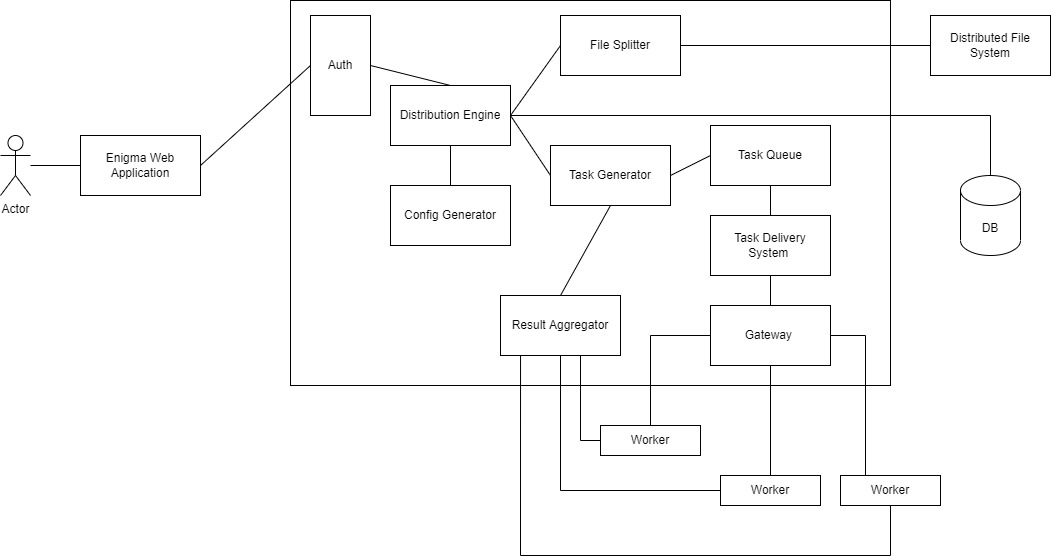 Auth
File Splitter
Distributed File
System
Distribution Engine
Enigma Web
Application
Actor
Task Generator
Task Queue
Config Generator
Task Delivery
System
DB
Result Aggregator
Gateway
Worker
Worker
Worker